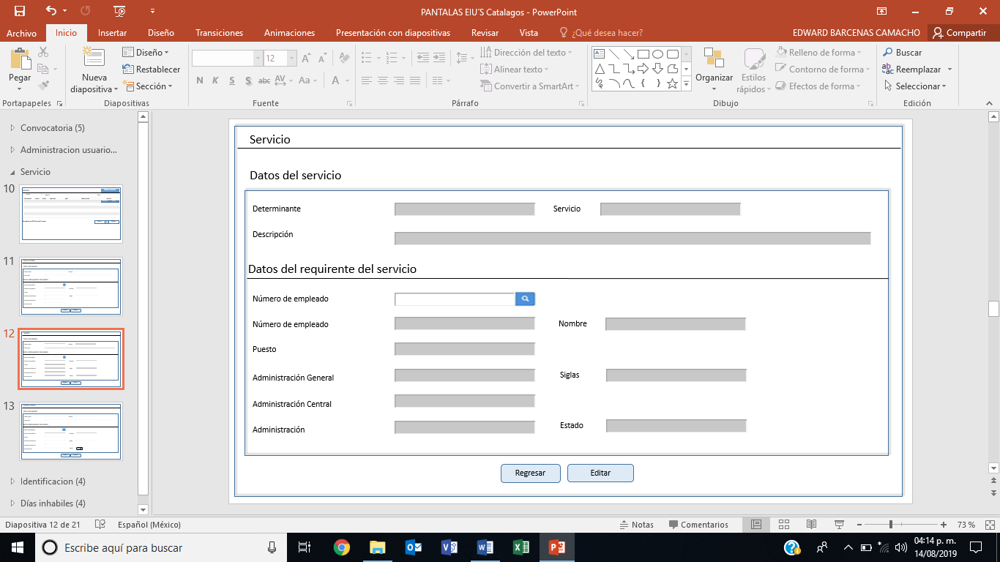 PANTALAS EIU´S Catalagos - PowerPoint
Archivo Inicio Insertar Diseño Transiciones Animaciones Presentación con diapositivas Revisar Vista ¿Qué desea hacer? EDWARD BARCENAS CAMACHO Compartir
Pegar
Nueva diapositiva
Diseño
Restablecer
Sección
12
N K S S abc AV Aa A
Dirección del texto
Alinear texto
Convertir a SmartArt
Organizar
Estilos rápidos
Relleno de forma
Contorno de forma
Efectos de forma
Buscar
Reemplazar
Seleccionar
Portapapeles Diapositivas Fuente Párrafo Dibujo Edición
Convocatoria (5)
Administracion usuario...
Servicio
10
11
12
13
Identificacion (4)
Días inhabiles (4)
Servicio
Datos del servicio
Determinante Servicio
Descripción
Datos del requirente del servicio
Número de empleado
Número de empleado Nombre
Puesto
Administración General Siglas
Administración Central
Administración Estado
Regresar Editar
Diapositiva 12 de 21 Español (México) Notas Comentarios 73 %
Escribe aquí para buscar
04:14 p. m.
14/08/2019